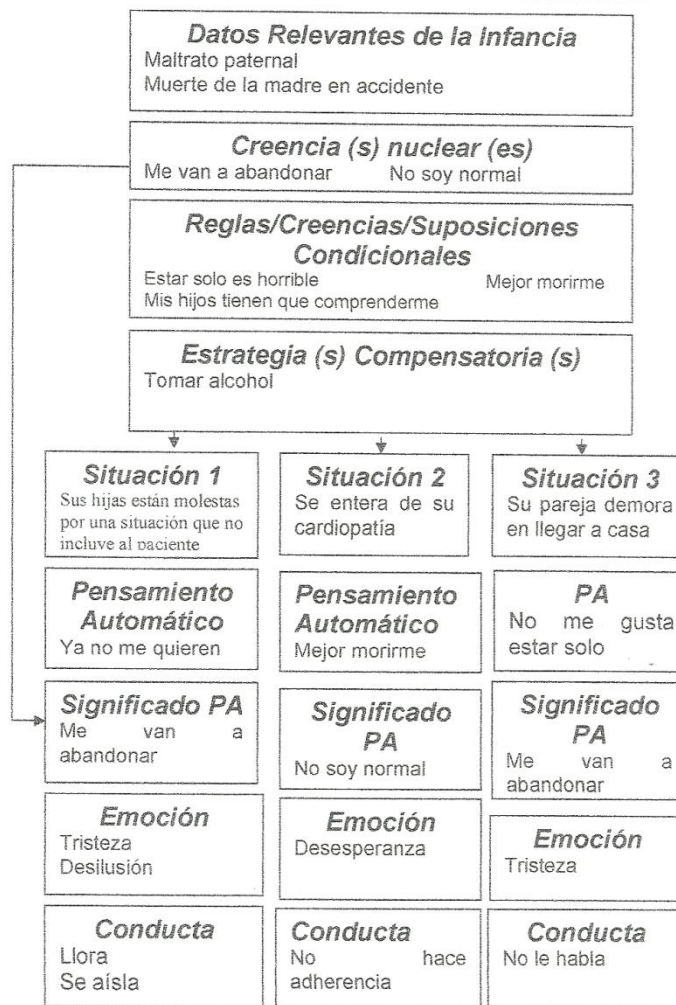 Datos Relevantes de la Infancia
Maltrato paternal
Muerte de la madre en accidente
Creencia (s) nuclear (es)
Me van a abandonar No soy normal
Reglas/Creencias/Suposiciones
Condicionales
Estar solo es horrible Mejor morirme
Mis hijos tienen que comprenderme
Estrategia (s) Compensatoria (s)
Tomar alcohol
Situación 1
Sus hijas están molestas
por una situación que no
incluye al paciente
Pensamiento
Automático
Ya no me quieren
Significado PA
Me van a
abandonar
Emoción
Tristeza
Desilusión
Conducta
Llora
Se aísla
Situación 2
Se entera de su
cardiopatía
Pensamiento
Automático
Mejor morirme
Significado
PA
No soy normal
Emoción
Desesperanza
Conducta
No hace
adherencia
Situación 3
Su pareja demora
en llegar a casa
PA
No me gusta
estar solo
Significado
PA
Me van a
abandonar
Emoción
Tristeza
Conducta
No le habla